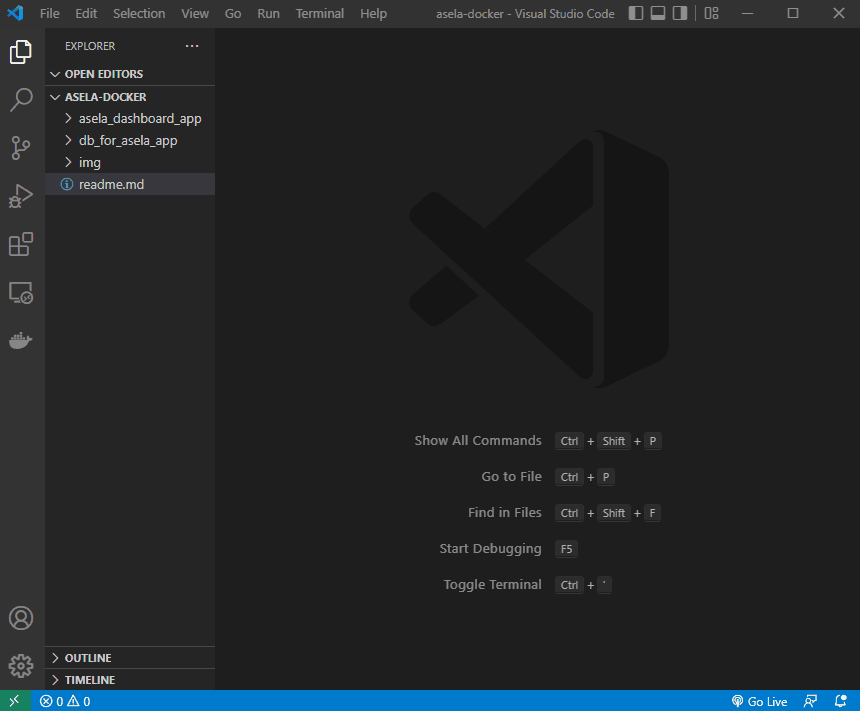 File Edit Selection View Go Run Terminal Help asela-docker - Visual Studio Code
EXPLORER ...
OPEN EDITORS
ASELA-DOCKER
asela_dashboard_app
db_for_asela_app
img
readme.md
Show All Commands Ctrl + Shift + P
Go to File Ctrl + P
Find in Files Ctrl + Shift + F
Start Debugging F5
Toggle Terminal Ctrl + `
OUTLINE
TIMELINE
0 0 Go Live